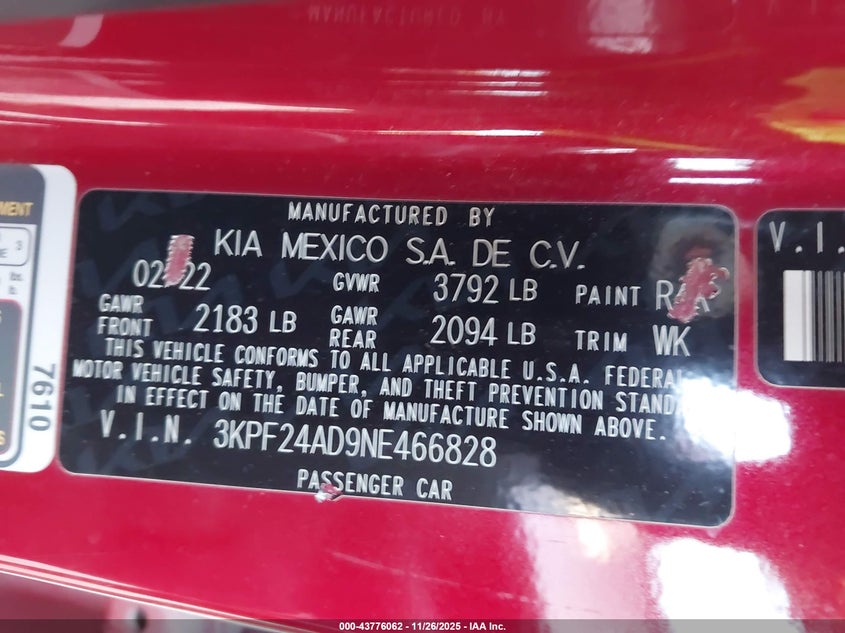 MANUFACTURED BY
KIA MEXICO S.A. DE C.V.
GVWR 3792 LB PAINT
GAWR FRONT 2183 LB GAWR REAR 2094 LB TRIM WK
THIS VEHICLE CONFORMS TO ALL APPLICABLE U.S.A. FEDERAL
MOTOR VEHICLE SAFETY, BUMPER, AND THEFT PREVENTION STAND
IN EFFECT ON THE DATE OF MANUFACTURE SHOWN ABOVE.
V.I.N. 3KPF24AD9NE466828
PASSENGER CAR
7610
V.I.
000-43776062 - 11/26/2025 - IAA Inc.